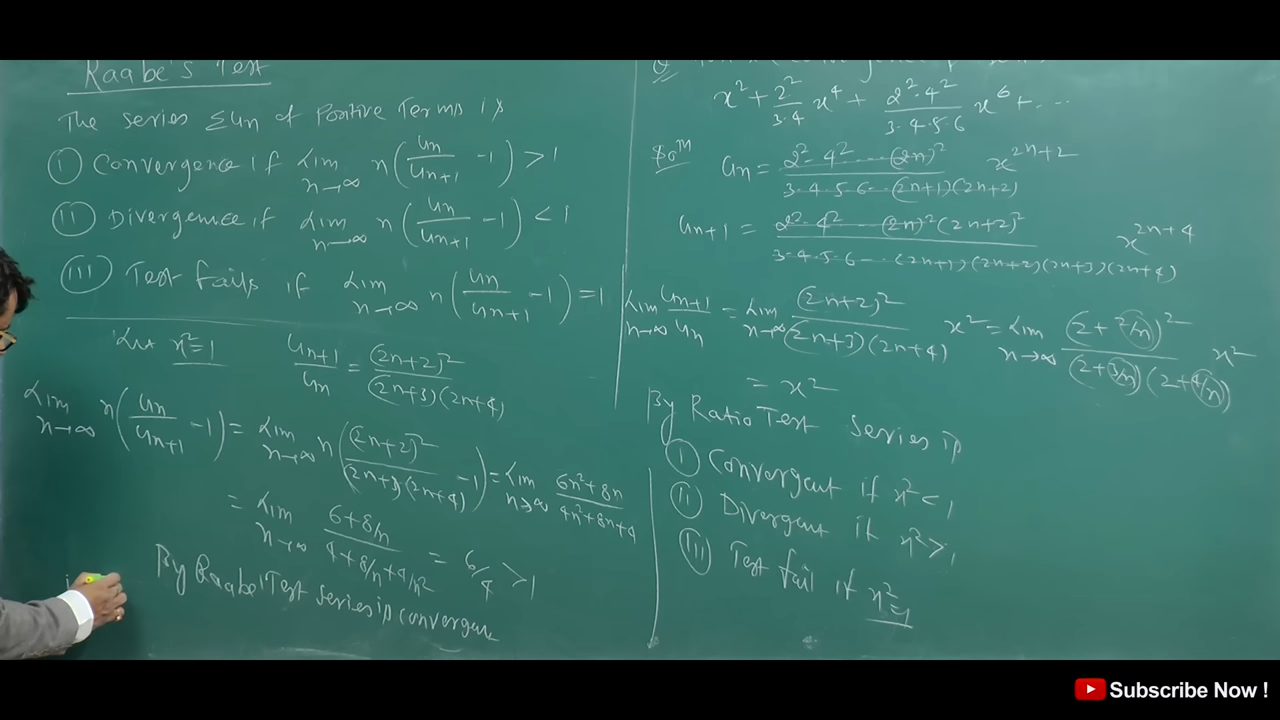 Raabe's Test
The series Σun of Positive Terms is
(I) Convergence if Lim n→∞ n(un/un+1 -1) > 1
(II) Divergence if Lim n→∞ n(un/un+1 -1) < 1
(III) Test fails if Lim n→∞ n(un/un+1 -1) = 1
Let x²=1 un+1/un = (2n+2)²/(2n+3)(2n+4)
Lim n→∞ n(un/un+1 -1) = Lim n→∞ n((2n+2)²/(2n+3)(2n+4) -1) = Lim n→∞ 6n²+8n/4n²+8n+4
= Lim n→∞ 6+8/n/4+8/n+4/n² = 6/4 > 1
By Raabe's Test series is convergent
x² + 2²/3·4 x⁴ + 2²·4²/3·4·5·6 x⁶ + ...
Solⁿ un = 2²·4²----(2n)²/3·4·5·6---(2n+1)(2n+2) x²ⁿ⁺²
un+1 = 2²·4²----(2n)²(2n+2)²/3·4·5·6---(2n+1)(2n+2)(2n+3)(2n+4) x²ⁿ⁺⁴
Lim n→∞ un+1/un = Lim n→∞ (2n+2)²/(2n+3)(2n+4) x² = Lim n→∞ (2+2/n)²/(2+3/n)(2+4/n) x²
= x²
By Ratio Test series is
(I) Convergent if x² < 1
(II) Divergent if x² > 1
(III) Test fail if x²=1
Subscribe Now !